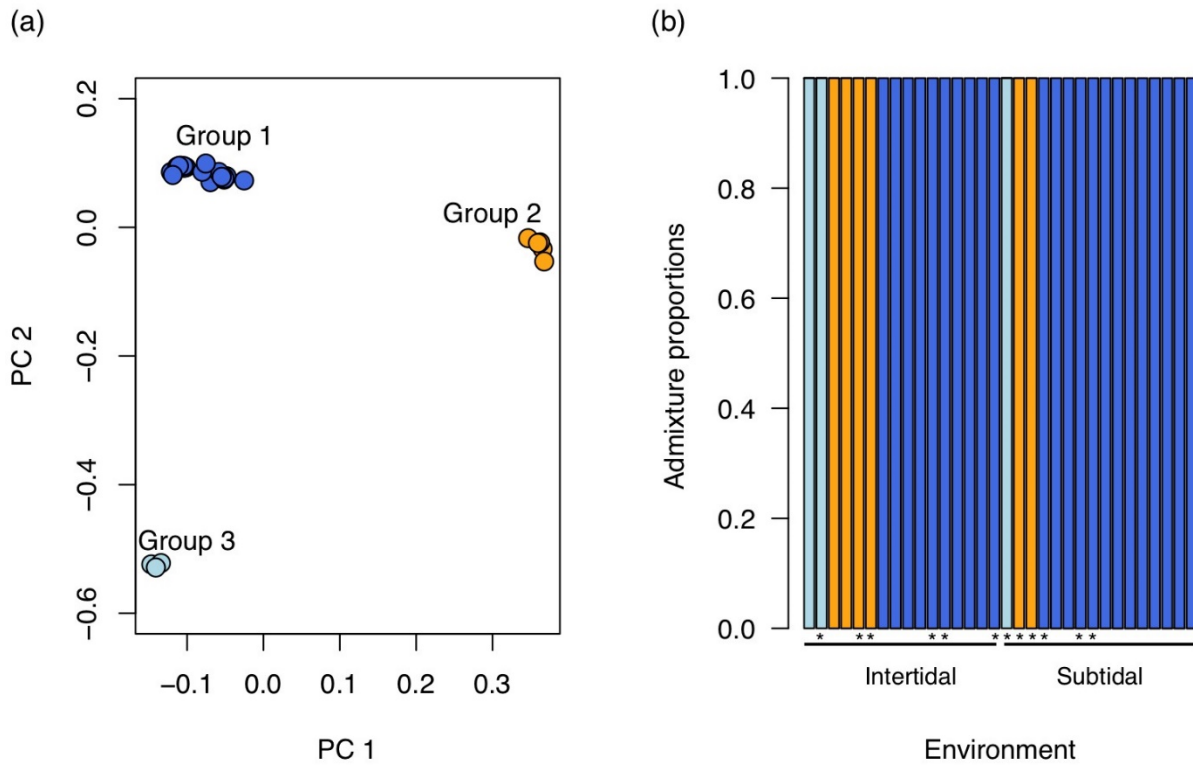 (a)
0.2
0.0
−0.2
−0.4
−0.6
PC 2
Group 1
Group 2
Group 3
−0.1 0.0 0.1 0.2 0.3
PC 1
(b)
1.0
0.8
0.6
0.4
0.2
0.0
Admixture proportions
* * * * * * * * * * * *
Intertidal Subtidal
Environment